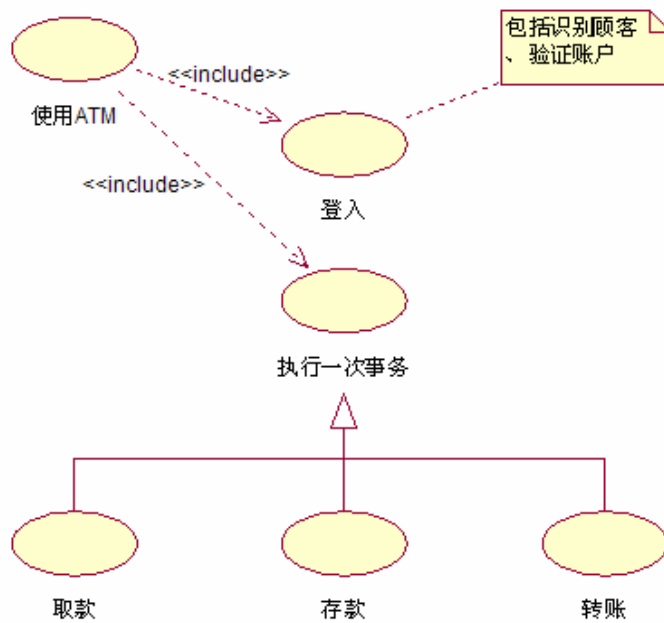 包括识别顾客
、验证账户
<<include>>
使用ATM
<<include>>
登入
执行一次事务
取款
存款
转账